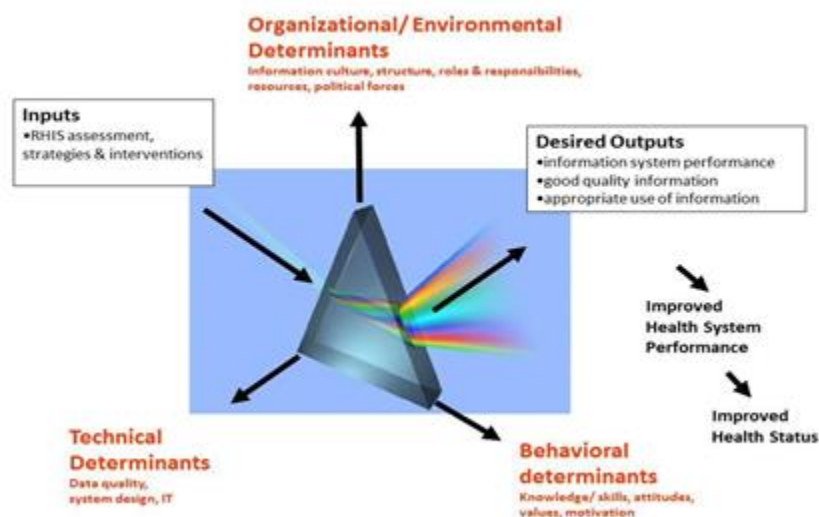 Organizational/ Environmental
Determinants
Information culture, structure, roles & responsibilities,
resources, political forces
Inputs
•RHIS assessment,
strategies & interventions
Desired Outputs
•information system performance
•good quality information
•appropriate use of information
Improved
Health System
Performance
Improved
Health Status
Technical
Determinants
Data quality,
system design, IT
Behavioral
determinants
Knowledge/ skills, attitudes,
values, motivation